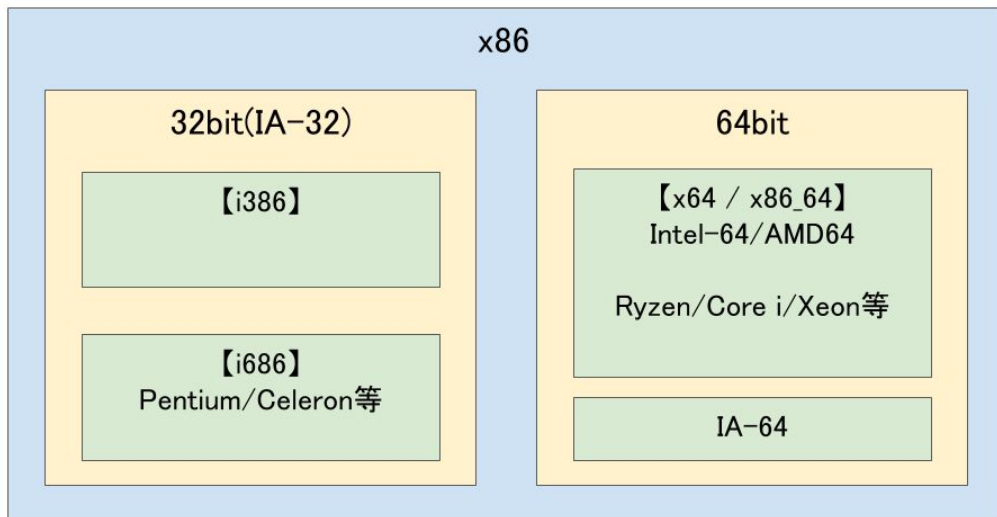 x86
32bit(IA-32)
【i386】
【i686】
Pentium/Celeron等
64bit
【x64 / x86_64】
Intel-64/AMD64
Ryzen/Core i/Xeon等
IA-64